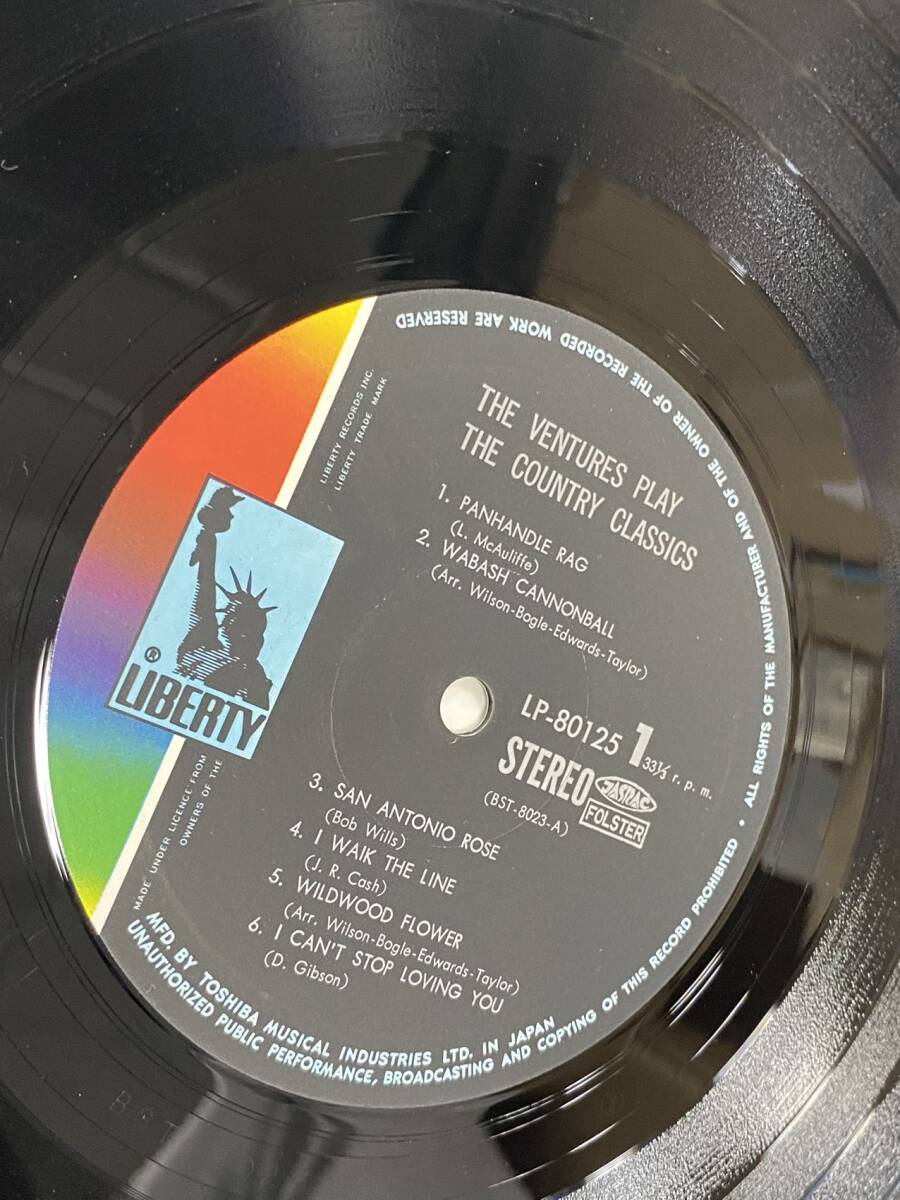 THE VENTURES PLAY
THE COUNTRY CLASSICS
1. PANHANDLE RAG
(L. McAuliffe)
2. WABASH CANNONBALL
(Arr. Wilson-Bogle-Edwards-Taylor)
LP-80125 1
STEREO
33⅓ r. p. m.
(BST-8023-A)
JASRAC
FOLSTER
3. SAN ANTONIO ROSE
(Bob Wills)
4. I WAIK THE LINE
(J. R. Cash)
5. WILDWOOD FLOWER
(Arr. Wilson-Bogle-Edwards-Taylor)
6. I CAN'T STOP LOVING YOU
(D. Gibson)
® LIBERTY
LIBERTY RECORDS INC.
LIBERTY TRADE MARK
MADE UNDER LICENCE FROM
OWNERS OF THE
MFD. BY TOSHIBA MUSICAL INDUSTRIES LTD. IN JAPAN
ALL RIGHTS OF THE MANUFACTURER AND OF THE OWNER OF THE RECORDED WORK ARE RESERVED
UNAUTHORIZED PUBLIC PERFORMANCE, BROADCASTING AND COPYING OF THIS RECORD PROHIBITED •